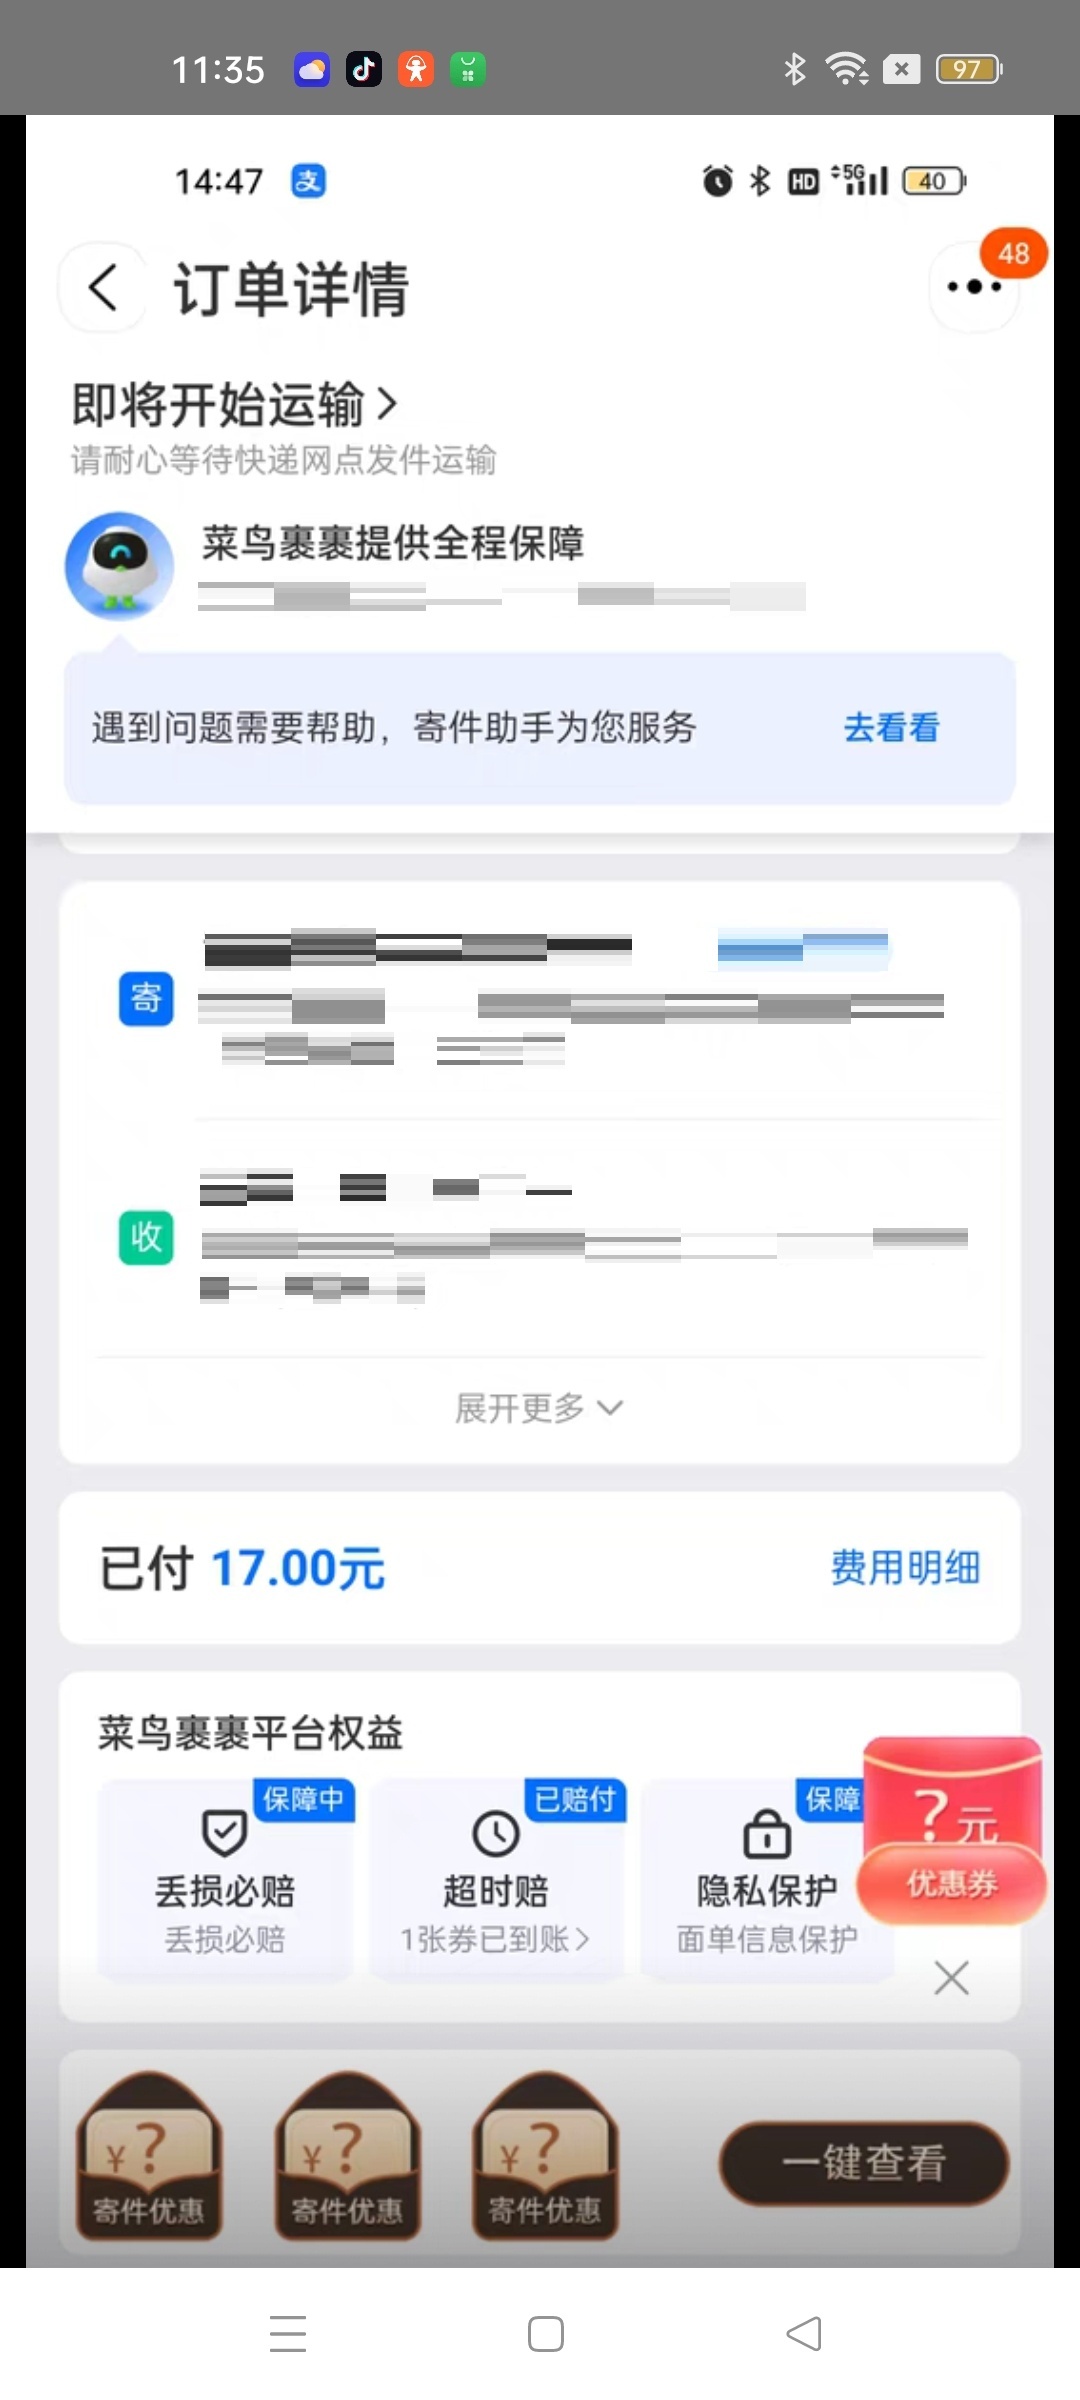 11:35
97
14:47
支
HD
5G
40
订单详情
48
即将开始运输
请耐心等待快递网点发件运输
菜鸟裹裹提供全程保障
遇到问题需要帮助，寄件助手为您服务
去看看
寄
收
展开更多
已付 17.00元
费用明细
菜鸟裹裹平台权益
保障中
丢损必赔
丢损必赔
已赔付
超时赔
1张券已到账
保障
隐私保护
面单信息保护
?元
优惠券
¥?
寄件优惠
¥?
寄件优惠
¥?
寄件优惠
一键查看